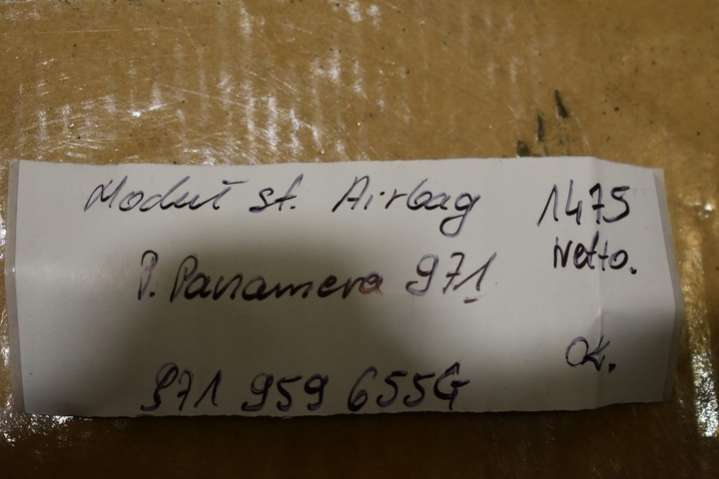 Moduł st. Airbag 1475
Netto.
P. Panamera 971
OK.
971 959 655G